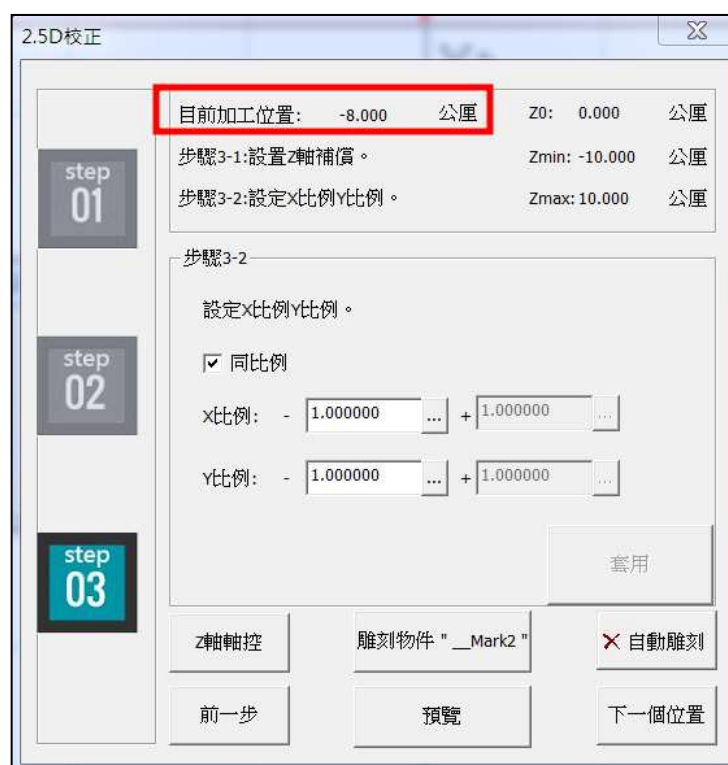 2.5D校正
目前加工位置: -8.000 公厘 Z0: 0.000 公厘
步驟3-1:設置Z軸補償。 Zmin: -10.000 公厘
步驟3-2:設定X比例Y比例。 Zmax: 10.000 公厘
step
01
步驟3-2
設定X比例Y比例。
同比例
step
02
X比例: - 1.000000 ... + 1.000000 ...
Y比例: - 1.000000 ... + 1.000000 ...
step
03
套用
Z軸軸控 雕刻物件 " __Mark2 " 自動雕刻
前一步 預覽 下一個位置